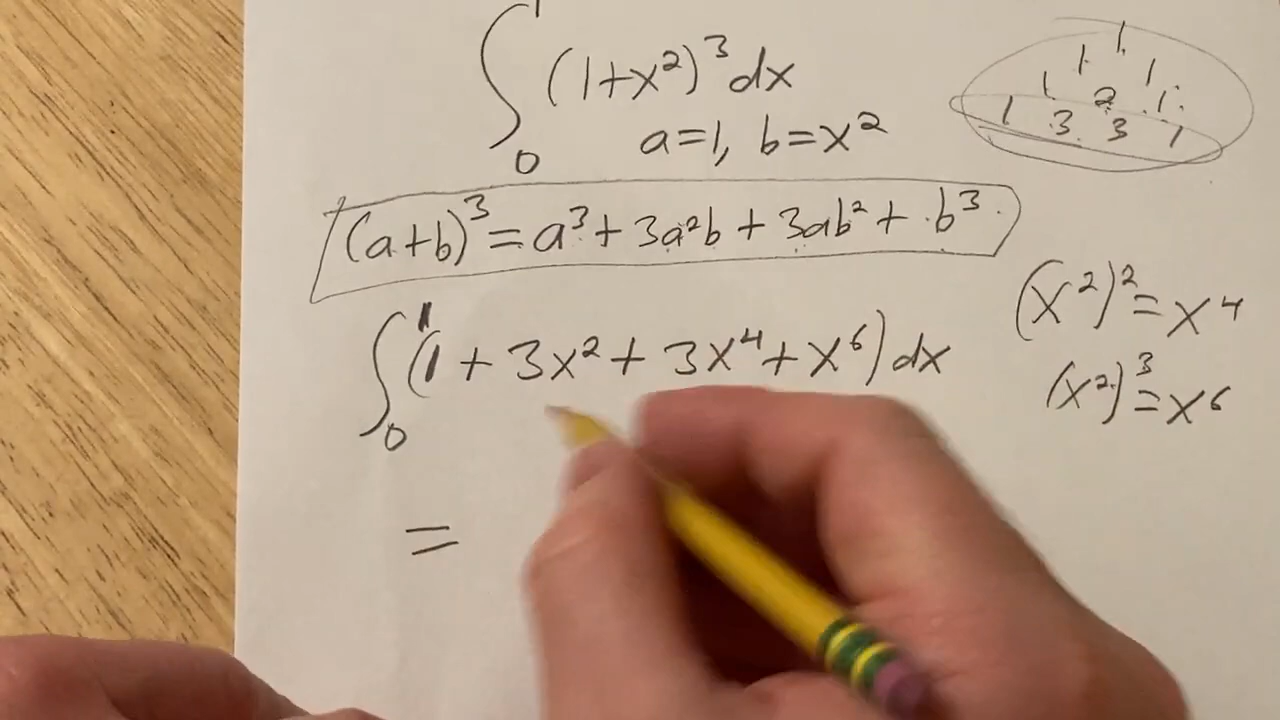 ∫₀¹ (1+x²)³ dx
a=1, b=x²
1
1 1
1 2 1
1 3 3 1
(a+b)³ = a³ + 3a²b + 3ab² + b³
∫₀¹ (1 + 3x² + 3x⁴ + x⁶) dx
(x²)² = x⁴
(x²)³ = x⁶
=